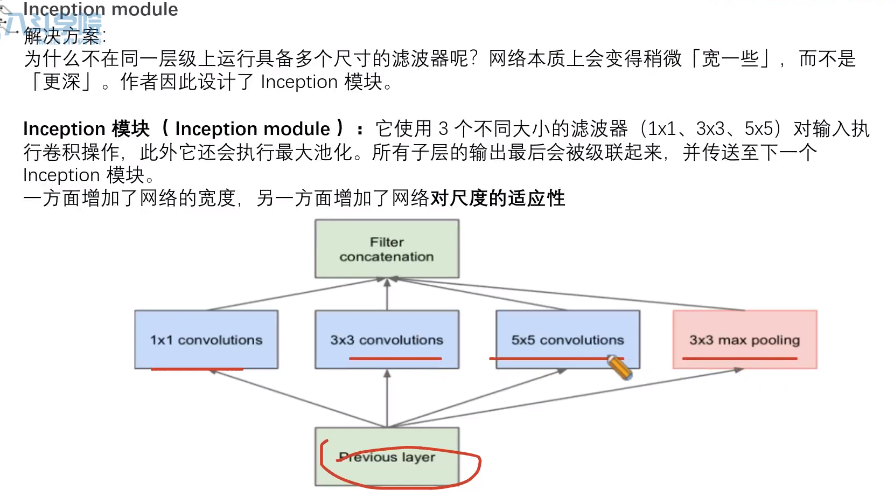 Inception module
八斗学院
解决方案：
为什么不在同一层级上运行具备多个尺寸的滤波器呢？网络本质上会变得稍微「宽一些」，而不是
「更深」。作者因此设计了 Inception 模块。
Inception 模块（ Inception module ）：它使用 3 个不同大小的滤波器（1x1、3x3、5x5）对输入执
行卷积操作，此外它还会执行最大池化。所有子层的输出最后会被级联起来，并传送至下一个
Inception 模块。
一方面增加了网络的宽度，另一方面增加了网络对尺度的适应性
Filter
concatenation
1x1 convolutions
3x3 convolutions
5x5 convolutions
3x3 max pooling
Previous layer